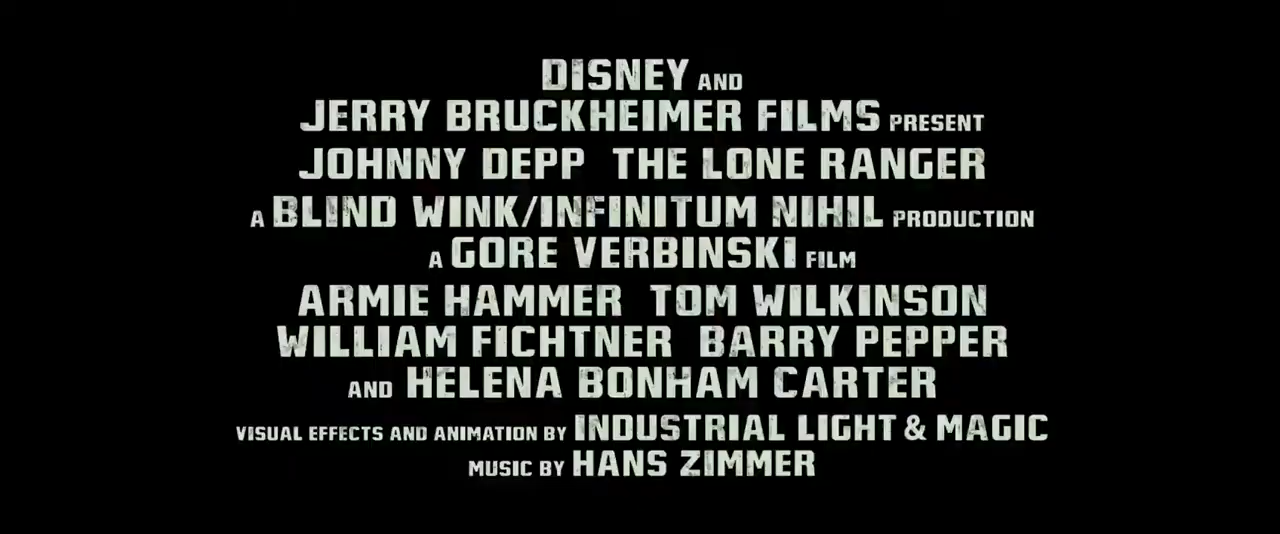 DISNEY AND
JERRY BRUCKHEIMER FILMS PRESENT
JOHNNY DEPP THE LONE RANGER
A BLIND WINK/INFINITUM NIHIL PRODUCTION
A GORE VERBINSKI FILM
ARMIE HAMMER TOM WILKINSON
WILLIAM FICHTNER BARRY PEPPER
AND HELENA BONHAM CARTER
VISUAL EFFECTS AND ANIMATION BY INDUSTRIAL LIGHT & MAGIC
MUSIC BY HANS ZIMMER